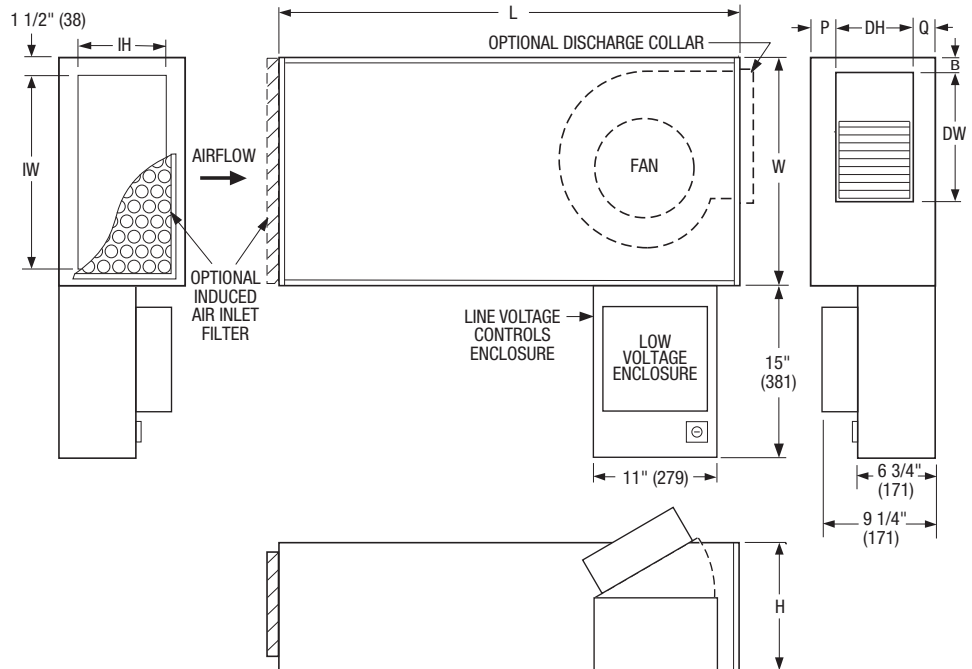 1 1/2" (38)
IH
IW
AIRFLOW
OPTIONAL
INDUCED
AIR INLET
FILTER
L
OPTIONAL DISCHARGE COLLAR
FAN
W
LINE VOLTAGE
CONTROLS
ENCLOSURE
LOW
VOLTAGE
ENCLOSURE
15"
(381)
11" (279)
P
DH
Q
B
DW
6 3/4"
(171)
9 1/4"
(171)
H